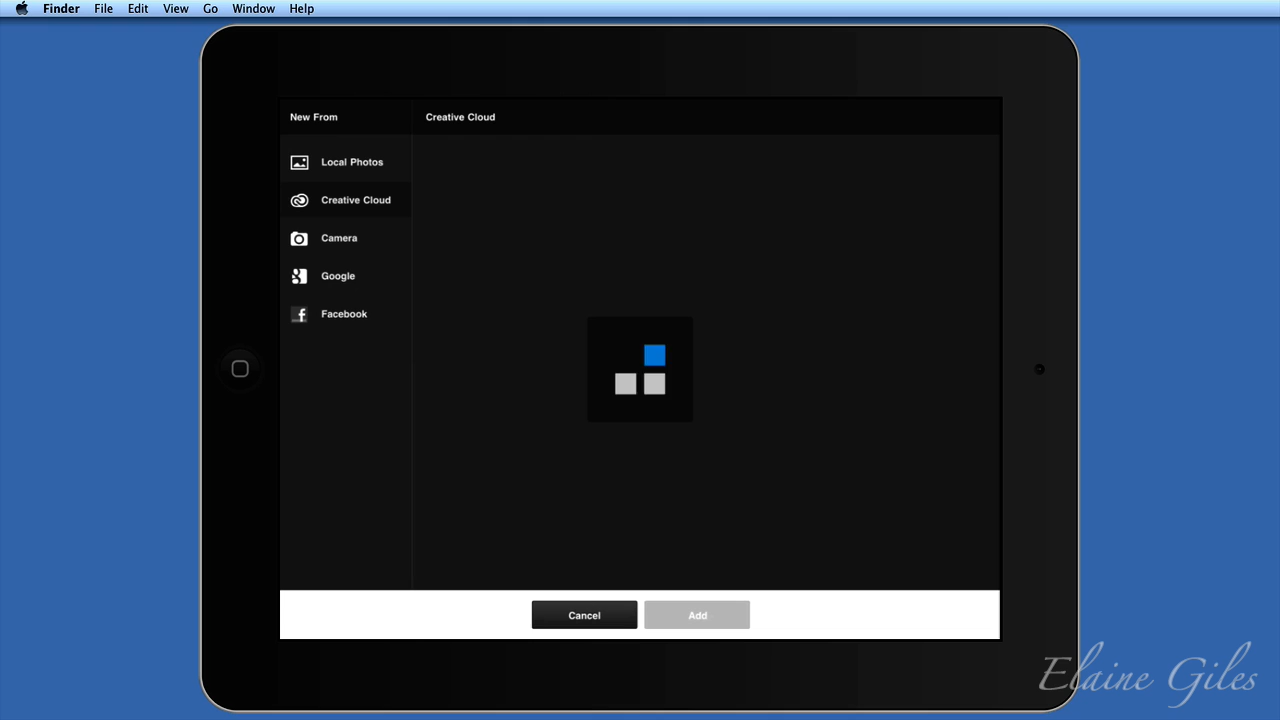 Finder File Edit View Go Window Help
New From
Creative Cloud
Local Photos
Creative Cloud
Camera
Google
Facebook
Cancel
Add
Elaine Giles